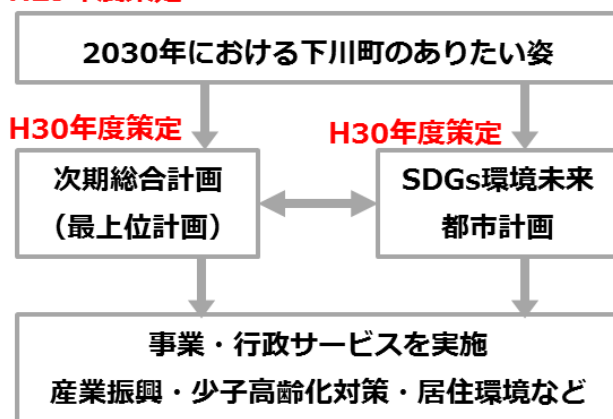 2030年における下川町のありたい姿
H30年度策定
H30年度策定
次期総合計画
（最上位計画）
SDGs環境未来
都市計画
事業・行政サービスを実施
産業振興・少子高齢化対策・居住環境など